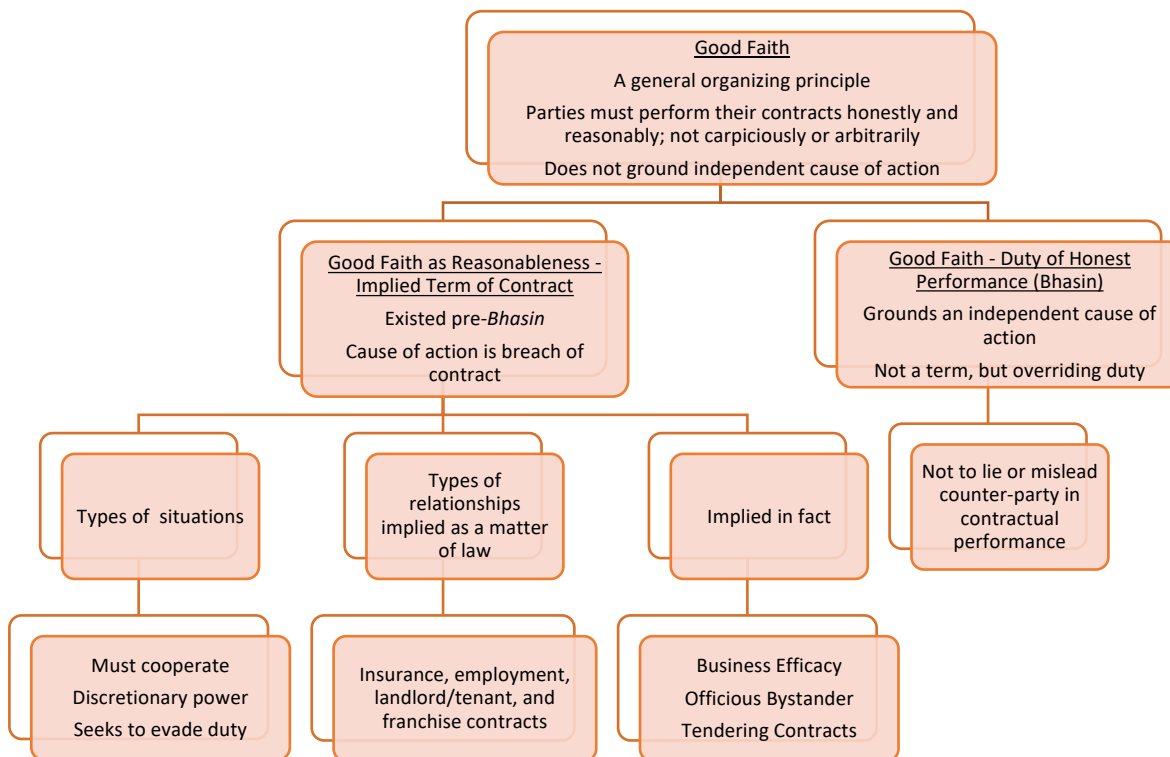 Good Faith
A general organizing principle
Parties must perform their contracts honestly and
reasonably; not carpiciously or arbitrarily
Does not ground independent cause of action
Good Faith as Reasonableness -
Implied Term of Contract
Existed pre-Bhasin
Cause of action is breach of
contract
Good Faith - Duty of Honest
Performance (Bhasin)
Grounds an independent cause of
action
Not a term, but overriding duty
Types of situations
Types of
relationships
implied as a matter
of law
Implied in fact
Not to lie or mislead
counter-party in
contractual
performance
Must cooperate
Discretionary power
Seeks to evade duty
Insurance, employment,
landlord/tenant, and
franchise contracts
Business Efficacy
Officious Bystander
Tendering Contracts